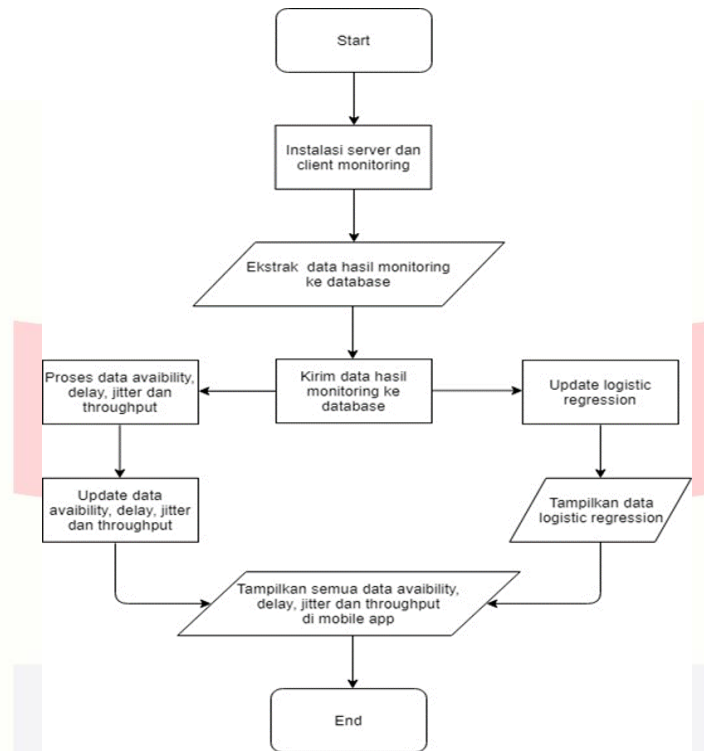 Start
Instalasi server dan
client monitoring
Ekstrak data hasil monitoring
ke database
Proses data avaibility,
delay, jitter dan
throughput
Kirim data hasil
monitoring ke
database
Update logistic
regression
Update data
avaibility, delay, jitter
dan throughput
Tampilkan data
logistic regression
Tampilkan semua data avaibility,
delay, jitter dan throughput
di mobile app
End